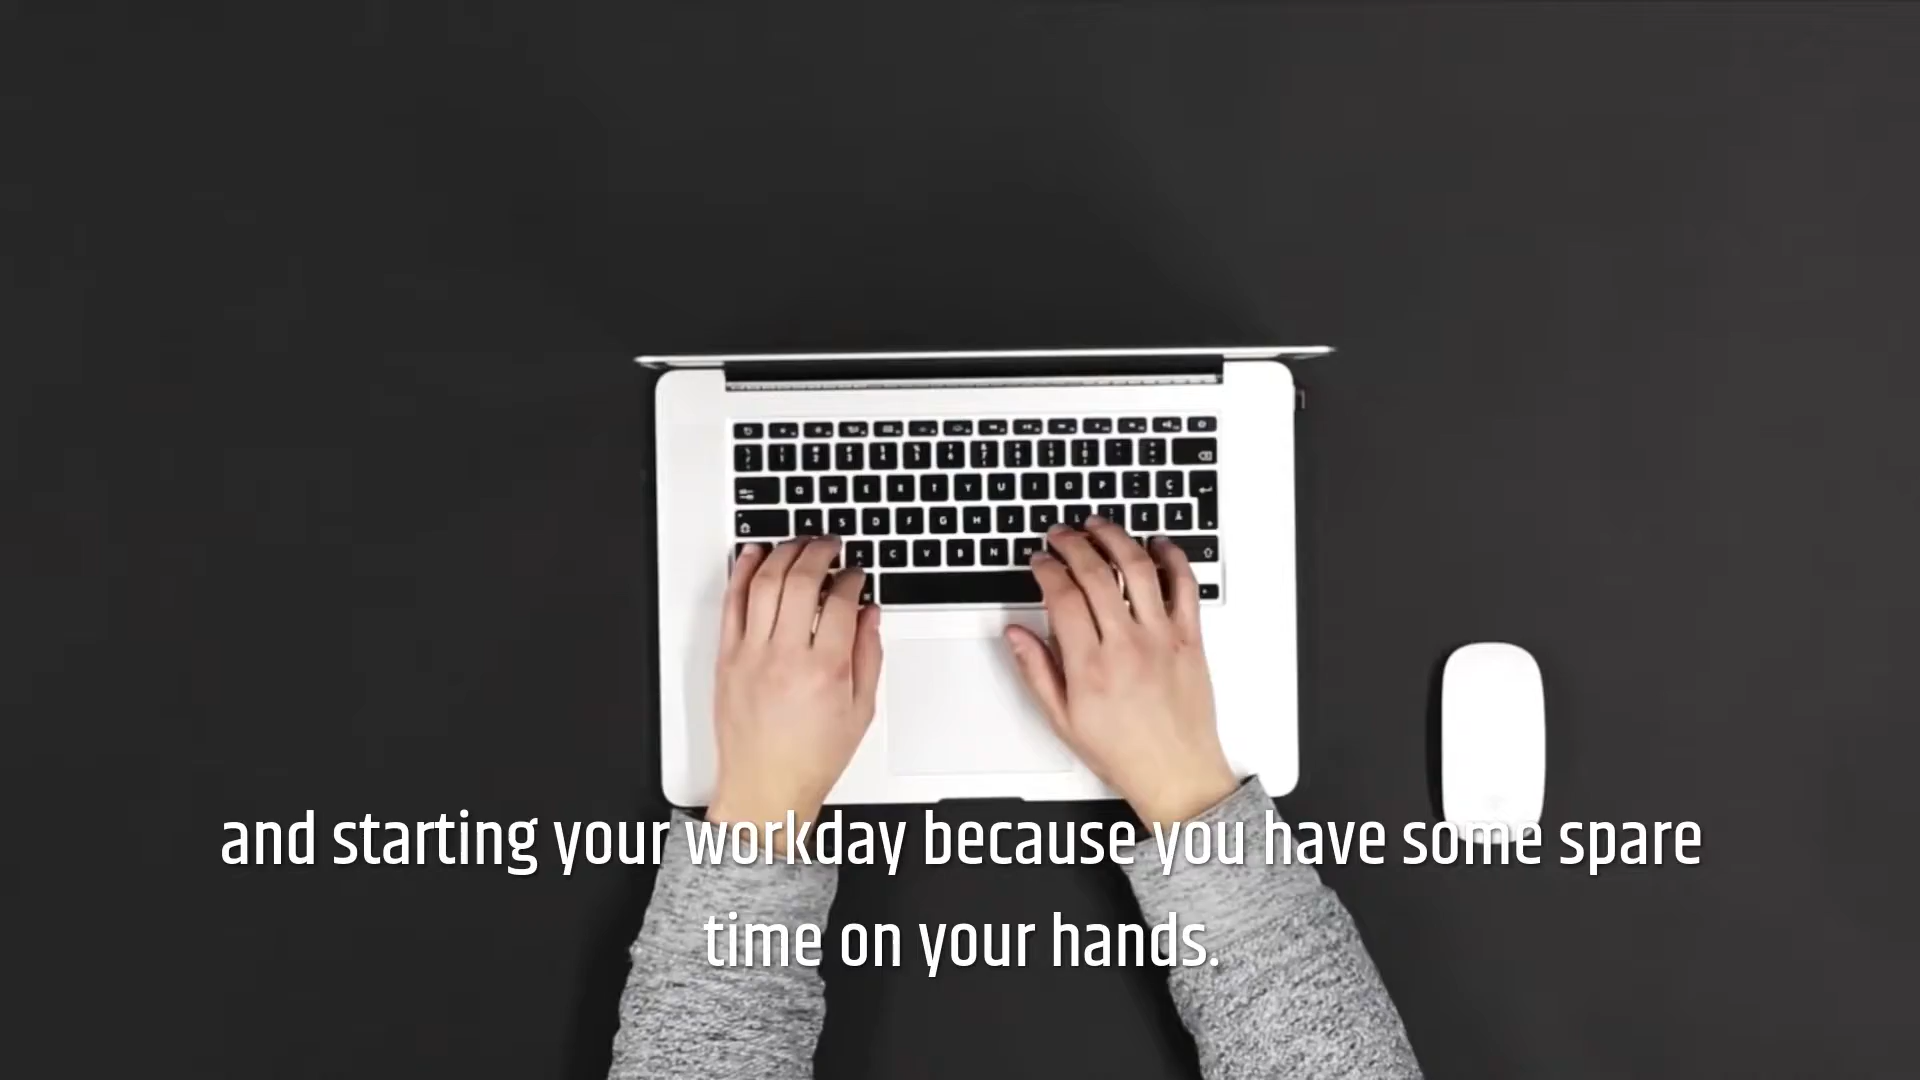 and starting your workday because you have some spare
time on your hands.
Q W E R T Y U I O P
A S D F G H J K L
X C V B N M